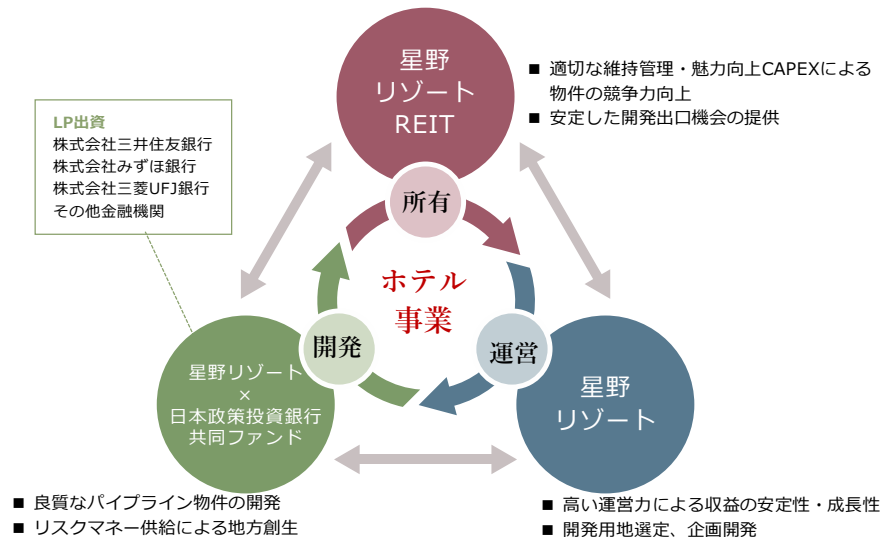 星野
リゾート
REIT
■ 適切な維持管理・魅力向上CAPEXによる
物件の競争力向上
■ 安定した開発出口機会の提供
LP出資
株式会社三井住友銀行
株式会社みずほ銀行
株式会社三菱UFJ銀行
その他金融機関
所有
ホテル
事業
開発
運営
星野リゾート
×
日本政策投資銀行
共同ファンド
星野
リゾート
■ 良質なパイプライン物件の開発
■ リスクマネー供給による地方創生
■ 高い運営力による収益の安定性・成長性
■ 開発用地選定、企画開発